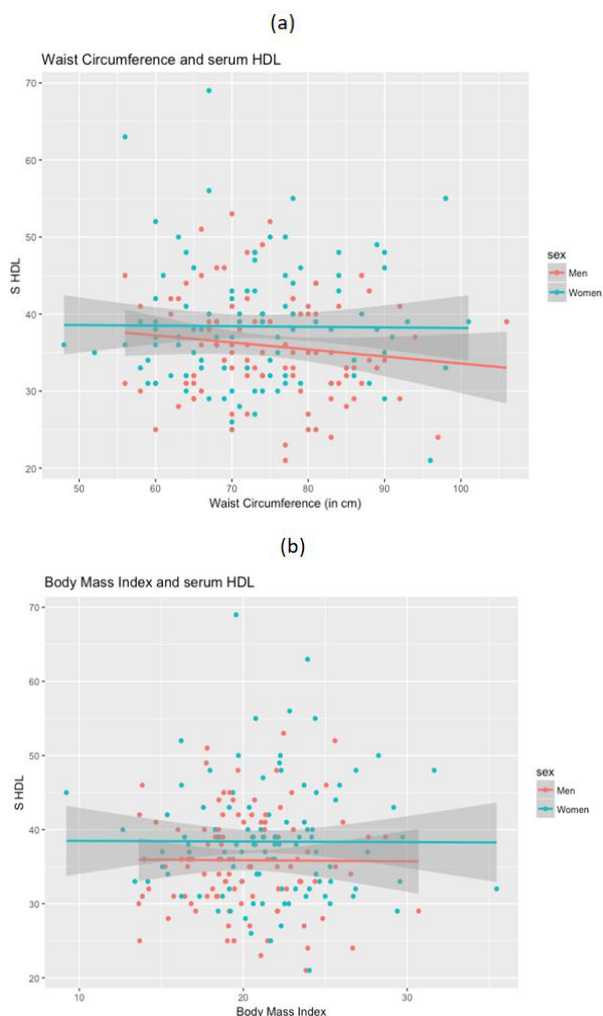 (a)
Waist Circumference and serum HDL
70
60
50
40
30
20
S HDL
50 60 70 80 90 100
Waist Circumference (in cm)
sex
Men
Women
(b)
Body Mass Index and serum HDL
70
60
50
40
30
20
S HDL
10 20 30
Body Mass Index
sex
Men
Women